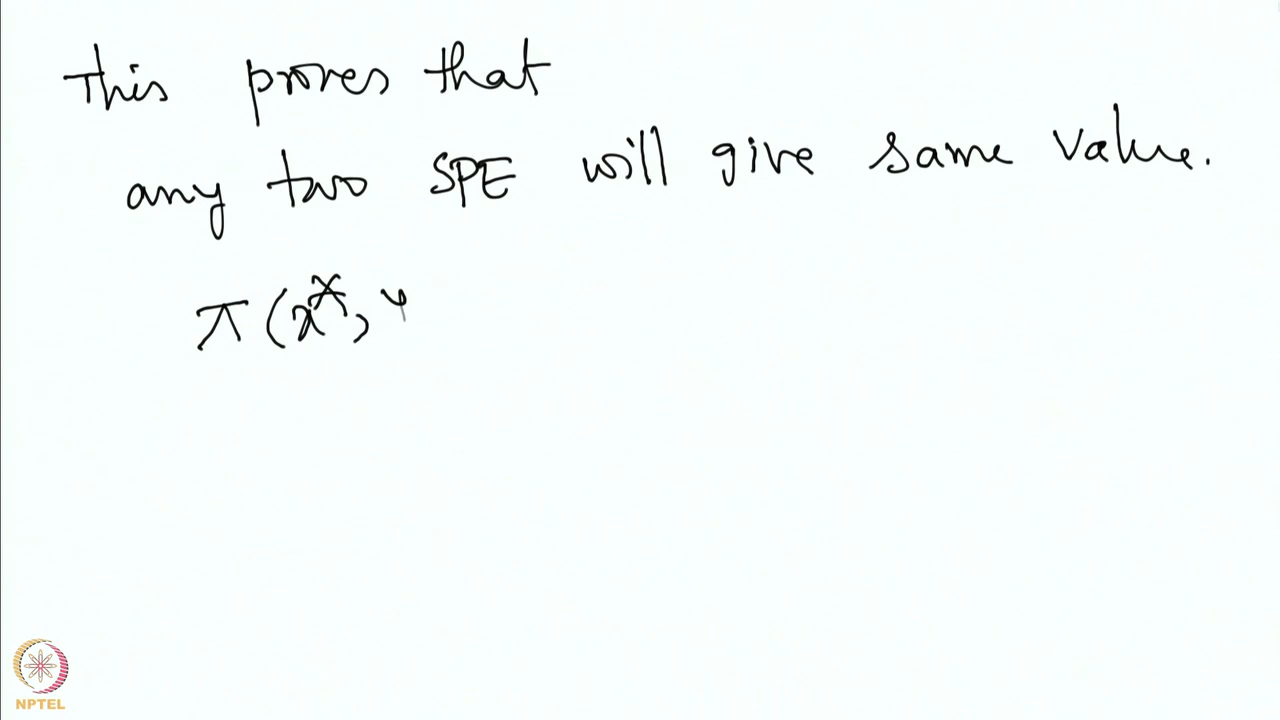 This proves that
any two SPE will give same value.
π(x*, y
NPTEL